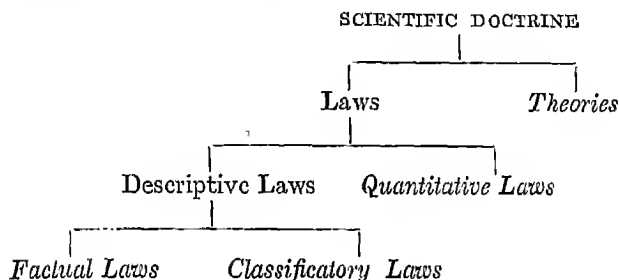 SCIENTIFIC DOCTRINE
Laws Theories
Descriptive Laws Quantitative Laws
Factual Laws Classificatory Laws